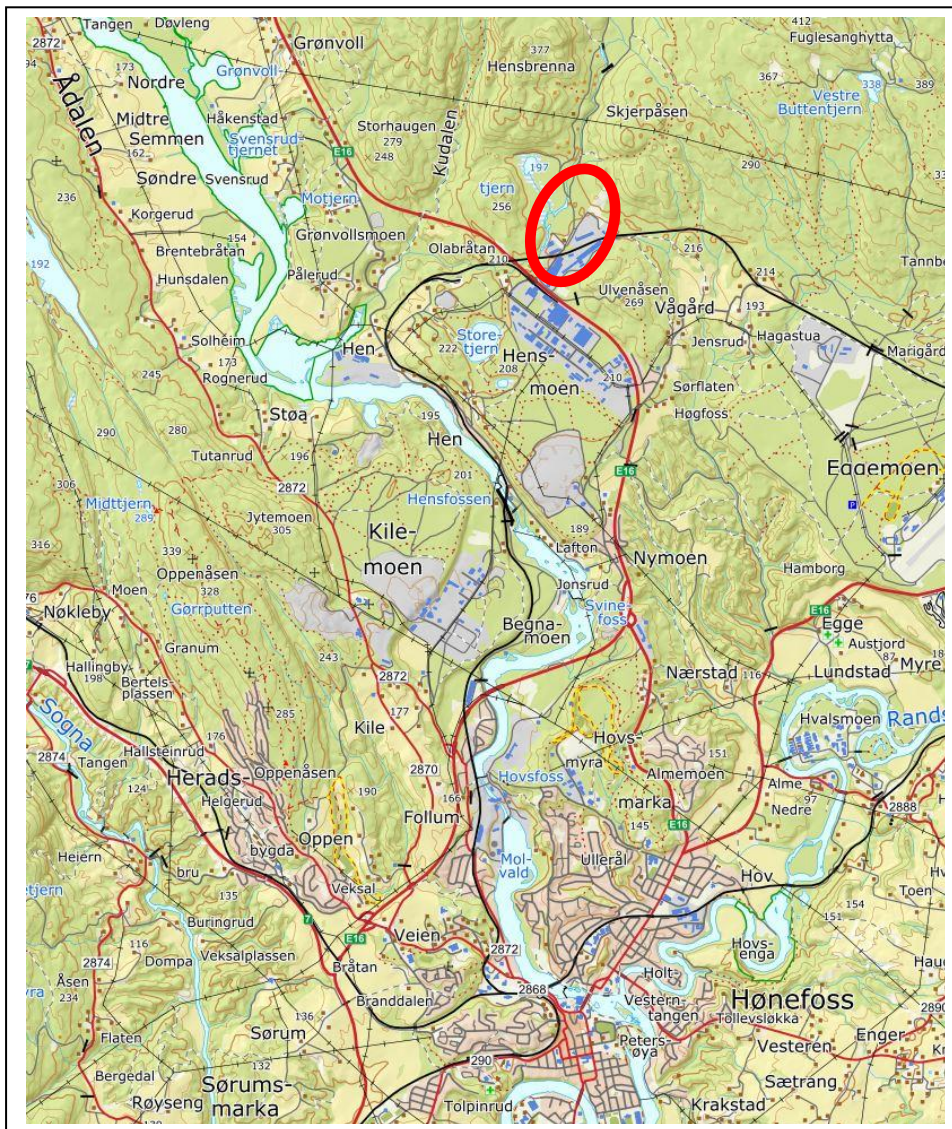 Tangen
Døvleng
2872
Grønvoll
412
Fuglesanghytta
173
Nordre
Grønvoll-
377
Hensbrenna
367
Vestre
Buttentjern
338
389
Ådalen
Håkenstad
Midtre
Semmen
Svensrud-
tjernet
Storhaugen
279
248
Kudalen
Skjerpåsen
162
E16
290
197
236
Søndre
Svensrud
Motjern
tjern
256
Korgerud
154
Grønvollsmoen
Olabråtan
210
216
Brentebråtan
192
Hunsdalen
Pålerud
Ulvenåsen
269
Vågård
214
193
Tannbe
Solheim
173
Hen
Store-
tjern
222
Hens-
208
moen
Jensrud
Hagastua
Marigård
Rognerud
210
245
Støa
195
Sørflaten
Høgfoss
290
280
196
Hen
Tutanrud
E16
Eggemoen
306
2872
201
Hensfossen
Midttjern
289
Jytemoen
305
189
P
316
339
Kile-
moen
Lafton
Nymoen
Oppenåsen
328
Jonsrud
Hamborg
76
Moen
Nøkleby
Gørrputten
Begna-
moen
Svine-
foss
E16
Egge
Austjord
Granum
243
Nærstad
87
Hallingby-
198
Bertels-
plassen
2872
116
Lundstad
Myre
285
177
Kile
Hvalsmoen
Rands
Sogna
176
Hovs-
myra
2874
Tangen
Hallsteinrud
2870
151
Oppenåsen
Hovsfoss
Almemoen
Alme
Herads-
bygda
190
166
marka
Nedre
97
2888
124
Helgerud
Follum
145
E16
Oppen
Heiern
bru
Mol-
vald
Ullerål
Hov
135
Veksal
Toen
Buringrud
7
151
154
116
E16
Veien
2872
2874
Dompa
Veksalplassen
Hovs-
enga
Åsen
234
Bråtan
Holt-
2868
Branddalen
Vestern-
tangen
Hønefoss
Tollevsløkka
136
Flaten
Sørum
Peters-
øya
Vesteren
Enger
132
290
Bergedal
Sætrang
Røyseng
Sørums-
marka
Tolpinrud
Krakstad